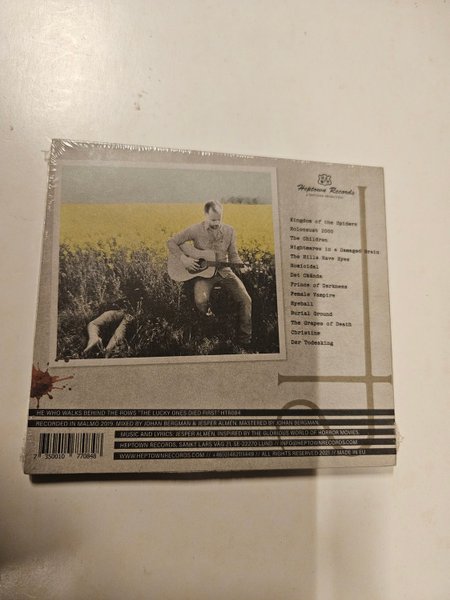 Heptown Records
Kingdom of the Spiders
Holocaust 2000
The Children
Nightmares in a Damaged Brain
The Hills Have Eyes
Homicidal
Det Okända
Prince of Darkness
Female Vampire
Eyeball
Burial Ground
The Grapes of Death
Christine
Der Todesking
HE WHO WALKS BEHIND THE ROWS "THE LUCKY ONES DIED FIRST" HTR084
RECORDED IN MALMÖ 2015. MIXED BY JOHAN BERGMAN & JESPER ALMÉN. MASTERED BY JOHAN BERGMAN.
MUSIC AND LYRICS: JESPER ALMÉN. INSPIRED BY THE GLORIOUS WORLD OF HORROR MOVIES.
HEPTOWN RECORDS, SANKT LARS VÄG 21, SE-22270 LUND // INFO@HEPTOWNRECORDS.COM
WWW.HEPTOWNRECORDS.COM // // ALL RIGHTS RESERVED 2021 // MADE IN EU
7 350010 770848